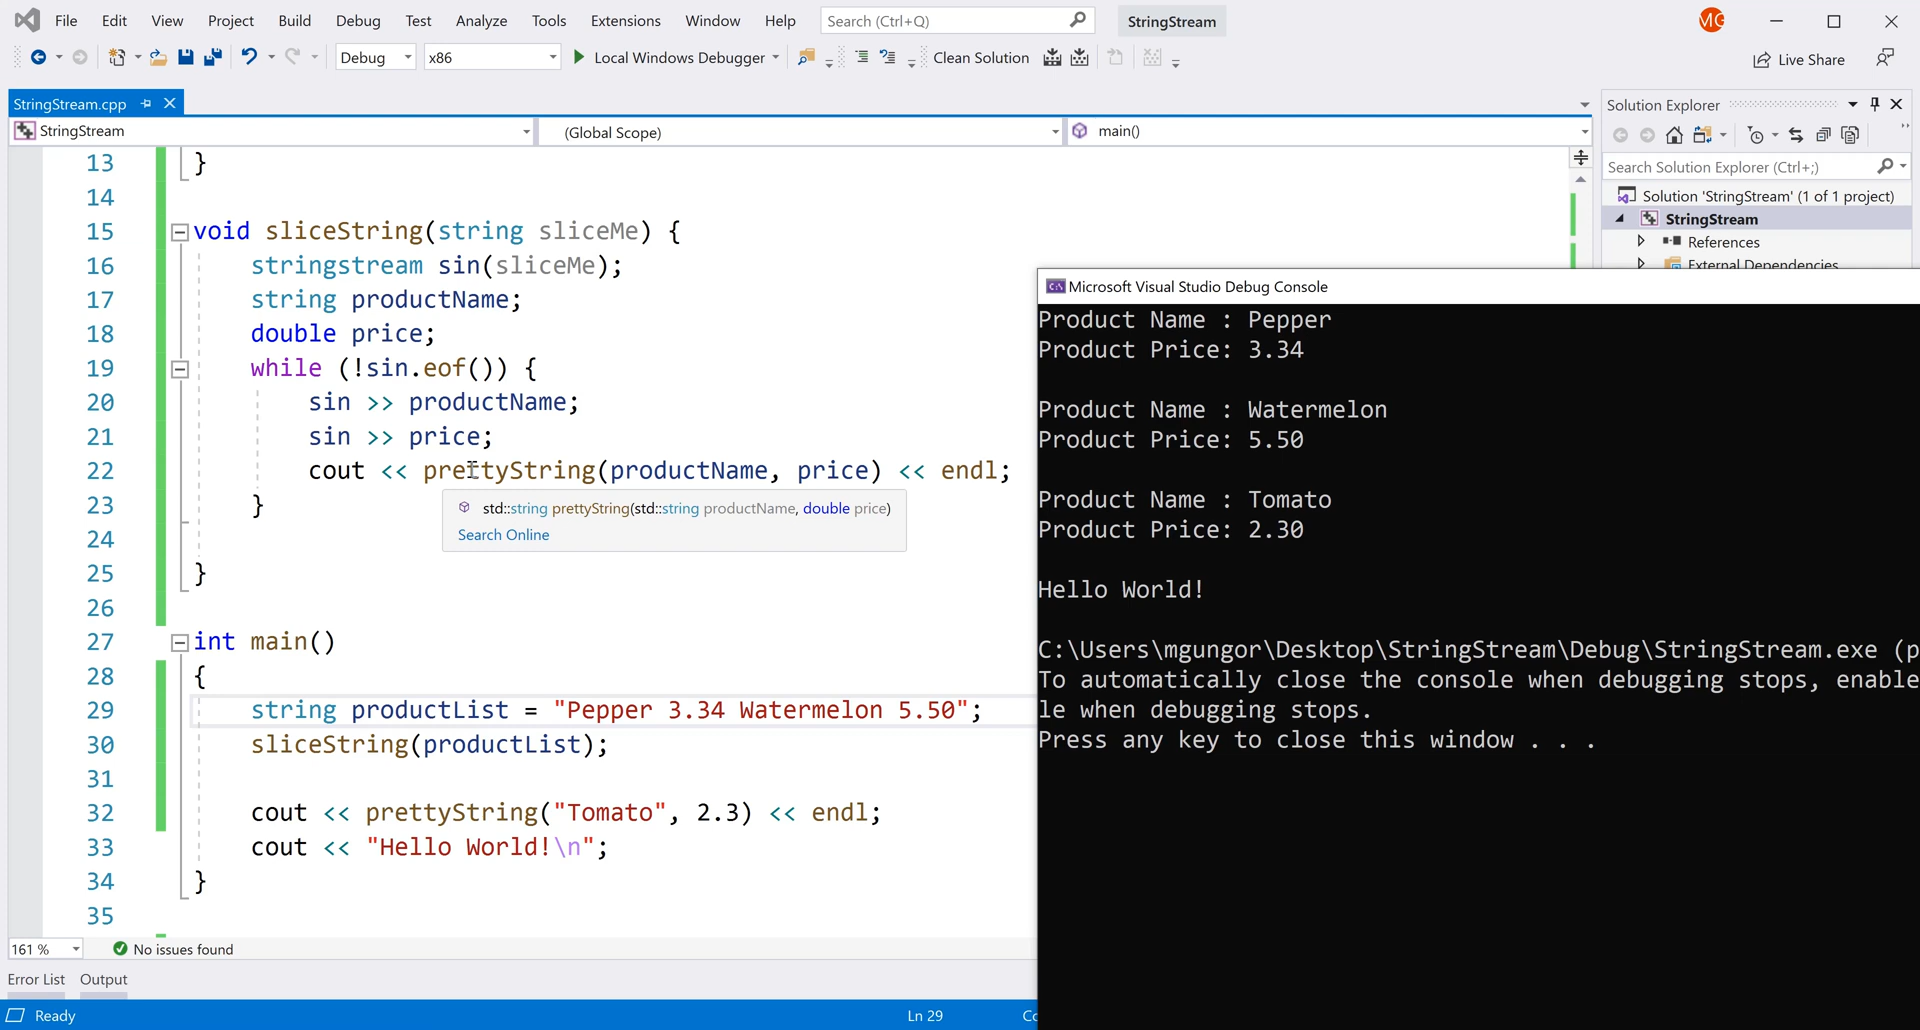 File Edit View Project Build Debug Test Analyze Tools Extensions Window Help Search (Ctrl+Q) StringStream MG
Debug x86 Local Windows Debugger Clean Solution Live Share
StringStream.cpp
StringStream (Global Scope) main()
13 }
14
15 void sliceString(string sliceMe) {
16 stringstream sin(sliceMe);
17 string productName;
18 double price;
19 while (!sin.eof()) {
20 sin >> productName;
21 sin >> price;
22 cout << prettyString(productName, price) << endl;
23 }
24
25 }
26
27 int main()
28 {
29 string productList = "Pepper 3.34 Watermelon 5.50";
30 sliceString(productList);
31
32 cout << prettyString("Tomato", 2.3) << endl;
33 cout << "Hello World!\n";
34 }
35
std::string prettyString(std::string productName, double price)
Search Online
161 % No issues found
Error List Output
Ready Ln 29
Solution Explorer
Search Solution Explorer (Ctrl+;)
Solution 'StringStream' (1 of 1 project)
StringStream
References
External Dependencies
Microsoft Visual Studio Debug Console
Product Name : Pepper
Product Price: 3.34
Product Name : Watermelon
Product Price: 5.50
Product Name : Tomato
Product Price: 2.30
Hello World!
C:\Users\mgungor\Desktop\StringStream\Debug\StringStream.exe (p
To automatically close the console when debugging stops, enable
le when debugging stops.
Press any key to close this window . . .